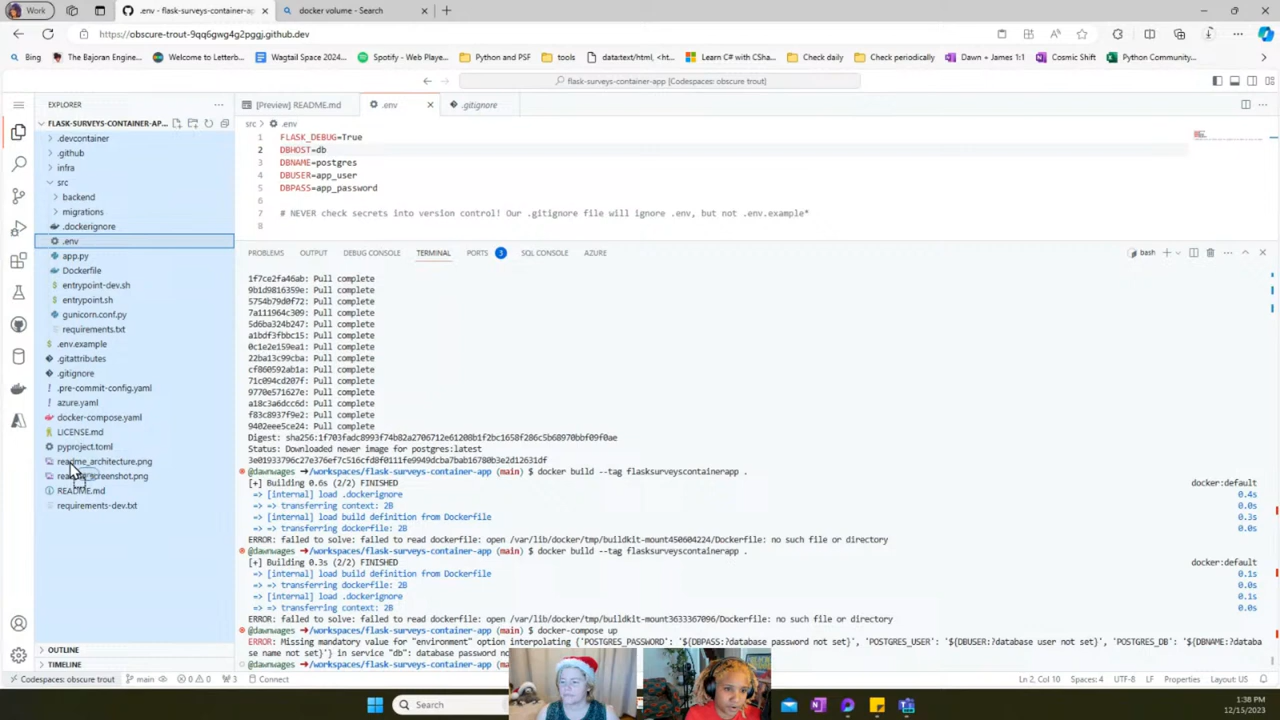 Work
.env - flask-surveys-container-ap
docker volume - Search
https://obscure-trout-9qq6gwg4g2pggj.github.dev
Bing
The Bajoran Engine...
Welcome to Letterb...
Wagtail Space 2024...
Spotify - Web Playe...
Python and PSF
tools
datatext/html, <ht...
Learn C# with CSha...
Check daily
Check periodically
Dawn + James 1:1
Cosmic Shift
Python Community...
flask-surveys-container-app [Codespaces: obscure trout]
EXPLORER
FLASK-SURVEYS-CONTAINER-AP...
.devcontainer
.github
infra
src
backend
migrations
.dockerignore
.env
app.py
Dockerfile
entrypoint-dev.sh
entrypoint.sh
gunicorn.conf.py
requirements.txt
.env.example
.gitattributes
.gitignore
.pre-commit-config.yaml
azure.yaml
docker-compose.yaml
LICENSE.md
pyproject.toml
readme_architecture.png
README.md
requirements-dev.txt
OUTLINE
TIMELINE
[Preview] README.md
.env
.gitignore
src > .env
1 FLASK_DEBUG=True
2 DBHOST=db
3 DBNAME=postgres
4 DBUSER=app_user
5 DBPASS=app_password
6
7 # NEVER check secrets into version control! Our .gitignore file will ignore .env, but not .env.example*
8
PROBLEMS OUTPUT DEBUG CONSOLE TERMINAL PORTS 3 SQL CONSOLE AZURE
bash
1f7ce2fa46ab: Pull complete
9b1d9816359e: Pull complete
5754b79d0f72: Pull complete
7a111964c309: Pull complete
5d6ba324b247: Pull complete
a1bdf3fbbc15: Pull complete
0c1e2e159ea1: Pull complete
22ba13c99cba: Pull complete
cf860592ab1a: Pull complete
71c094cd207f: Pull complete
9770e571627e: Pull complete
a18c3a6dcc6d: Pull complete
f83c8937f9e2: Pull complete
9402eee5ce24: Pull complete
Digest: sha256:1f703fadc8993f74b82a2706712e61208b1f2bc1658f286c5b68970bbf09f0ae
Status: Downloaded newer image for postgres:latest
3e01933796c27e376ef7c516cfd8f0111fe9949dcba7bab16780b3e2d12631df
@dawnwages →/workspaces/flask-surveys-container-app (main) $ docker build --tag flasksurveyscontainerapp .
[+] Building 0.6s (2/2) FINISHED docker:default
=> [internal] load .dockerignore 0.4s
=> => transferring context: 2B 0.0s
=> [internal] load build definition from Dockerfile 0.3s
=> => transferring dockerfile: 2B 0.0s
ERROR: failed to solve: failed to read dockerfile: open /var/lib/docker/tmp/buildkit-mount450604224/Dockerfile: no such file or directory
@dawnwages →/workspaces/flask-surveys-container-app (main) $ docker build --tag flasksurveyscontainerapp .
[+] Building 0.3s (2/2) FINISHED docker:default
=> [internal] load build definition from Dockerfile 0.1s
=> => transferring dockerfile: 2B 0.0s
=> [internal] load .dockerignore 0.1s
=> => transferring context: 2B 0.0s
ERROR: failed to solve: failed to read dockerfile: open /var/lib/docker/tmp/buildkit-mount3633367096/Dockerfile: no such file or directory
@dawnwages →/workspaces/flask-surveys-container-app (main) $ docker-compose up
ERROR: Missing mandatory value for "environment" option interpolating {'POSTGRES_PASSWORD': '${DBPASS:?database password not set}', 'POSTGRES_USER': '${DBUSER:?database user not set}', 'POSTGRES_DB': '${DBNAME:?databa
se name not set}'} in service "db": database password no
@dawnwages →/workspaces/flask-surveys-container-app (main) $
Codespaces: obscure trout
main
0 0
3
Connect
Ln 2, Col 10
Spaces: 4
UTF-8
LF
Properties
Layout: US
Search
1:38 PM
12/15/2023